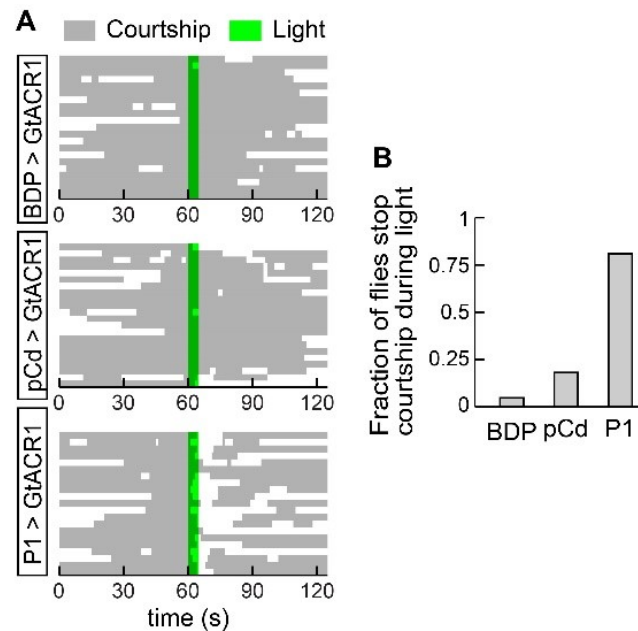 A
Courtship Light
BDP > GtACR1
0 30 60 90 120
pCd > GtACR1
0 30 60 90 120
P1 > GtACR1
0 30 60 90 120
time (s)
B
Fraction of flies stop
courtship during light
1
0.75
0.5
0.25
0
BDP pCd P1